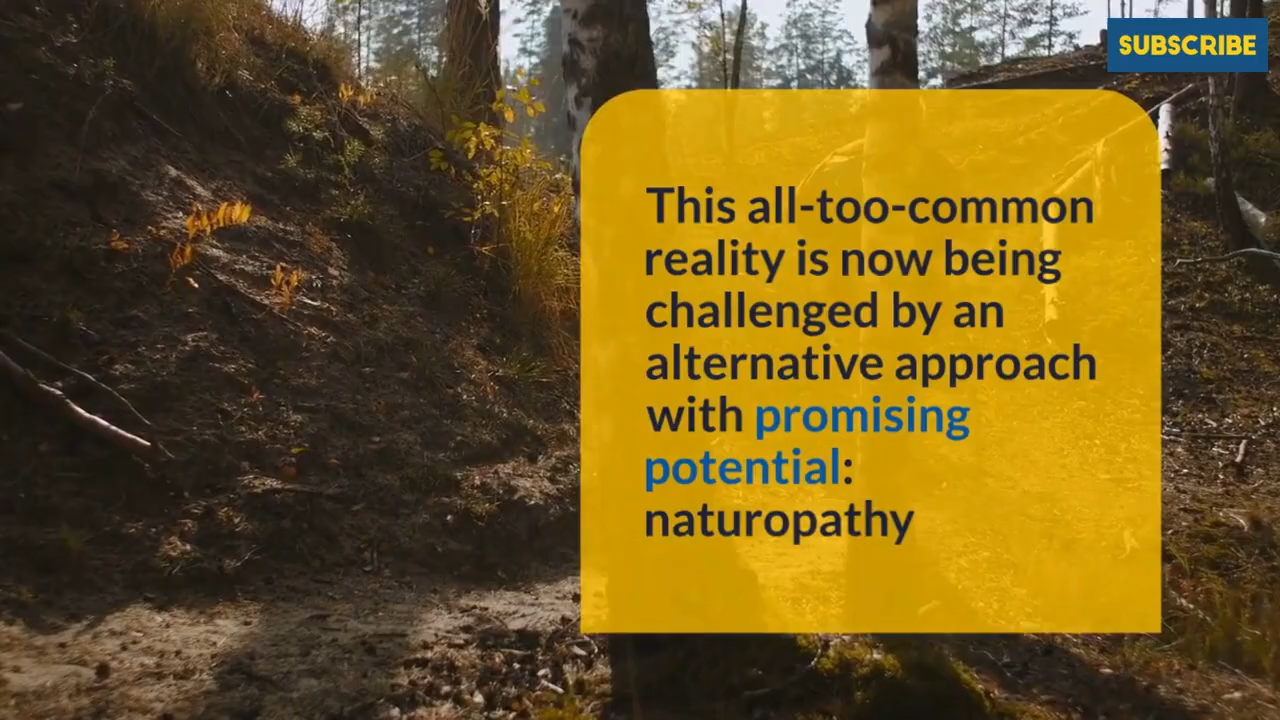 SUBSCRIBE
This all-too-common
reality is now being
challenged by an
alternative approach
with promising
potential:
naturopathy